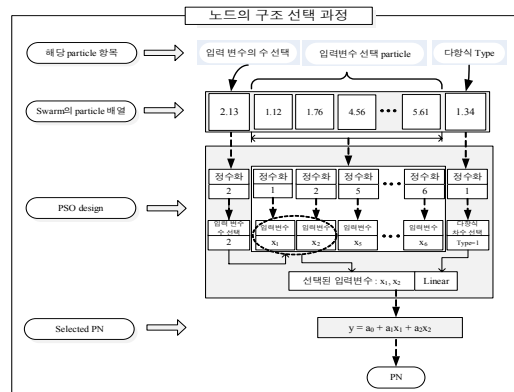 노드의 구조 선택 과정
해당 particle 항목
입력 변수의 수 선택
입력변수 선택 particle
다항식 Type
Swarm의 particle 배열
2.13
1.12
1.76
4.56
5.61
1.34
PSO design
정수화
2
정수화
1
정수화
2
정수화
5
정수화
6
정수화
1
입력 변수
수 선택
2
입력변수
x₁
입력변수
x₂
입력변수
x₅
입력변수
x₆
다항식
차수 선택
Type=1
선택된 입력변수 : x₁, x₂
Linear
Selected PN
y = a₀ + a₁x₁ + a₂x₂
PN